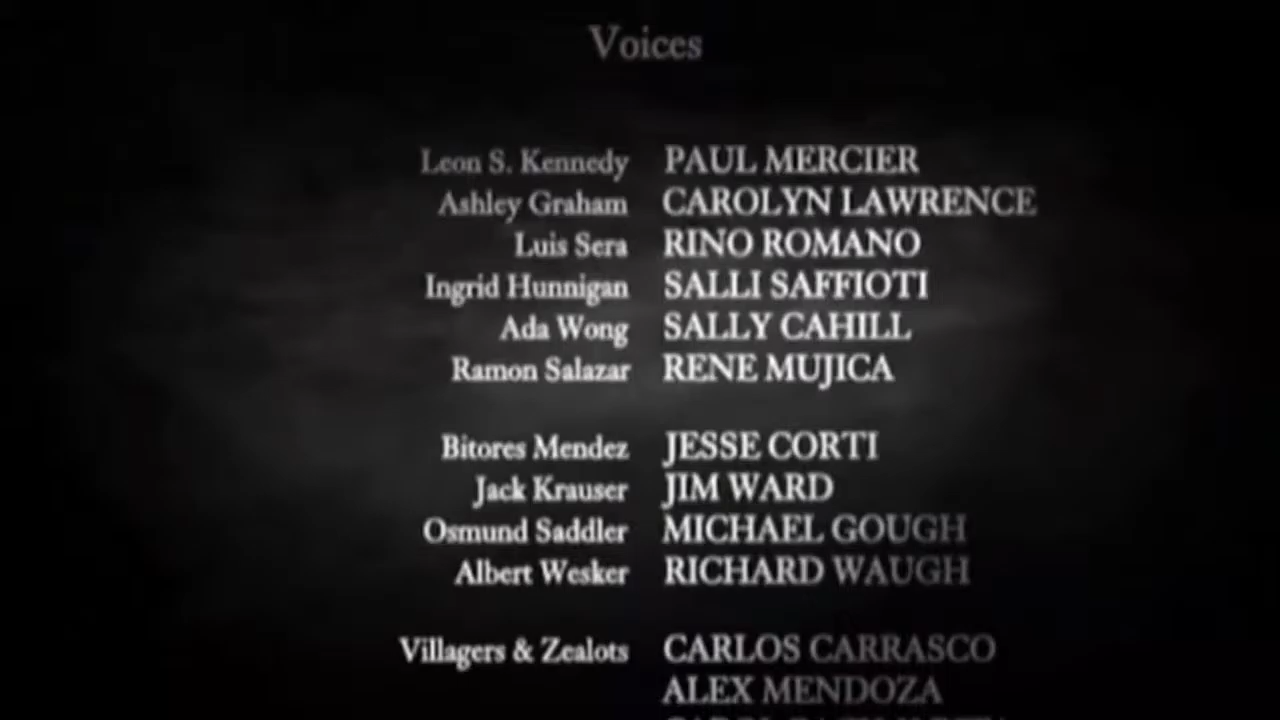 Voices
Leon S. Kennedy PAUL MERCIER
Ashley Graham CAROLYN LAWRENCE
Luis Sera RINO ROMANO
Ingrid Hunnigan SALLI SAFFIOTI
Ada Wong SALLY CAHILL
Ramon Salazar RENE MUJICA
Bitores Mendez JESSE CORTI
Jack Krauser JIM WARD
Osmund Saddler MICHAEL GOUGH
Albert Wesker RICHARD WAUGH
Villagers & Zealots CARLOS CARRASCO
ALEX MENDOZA